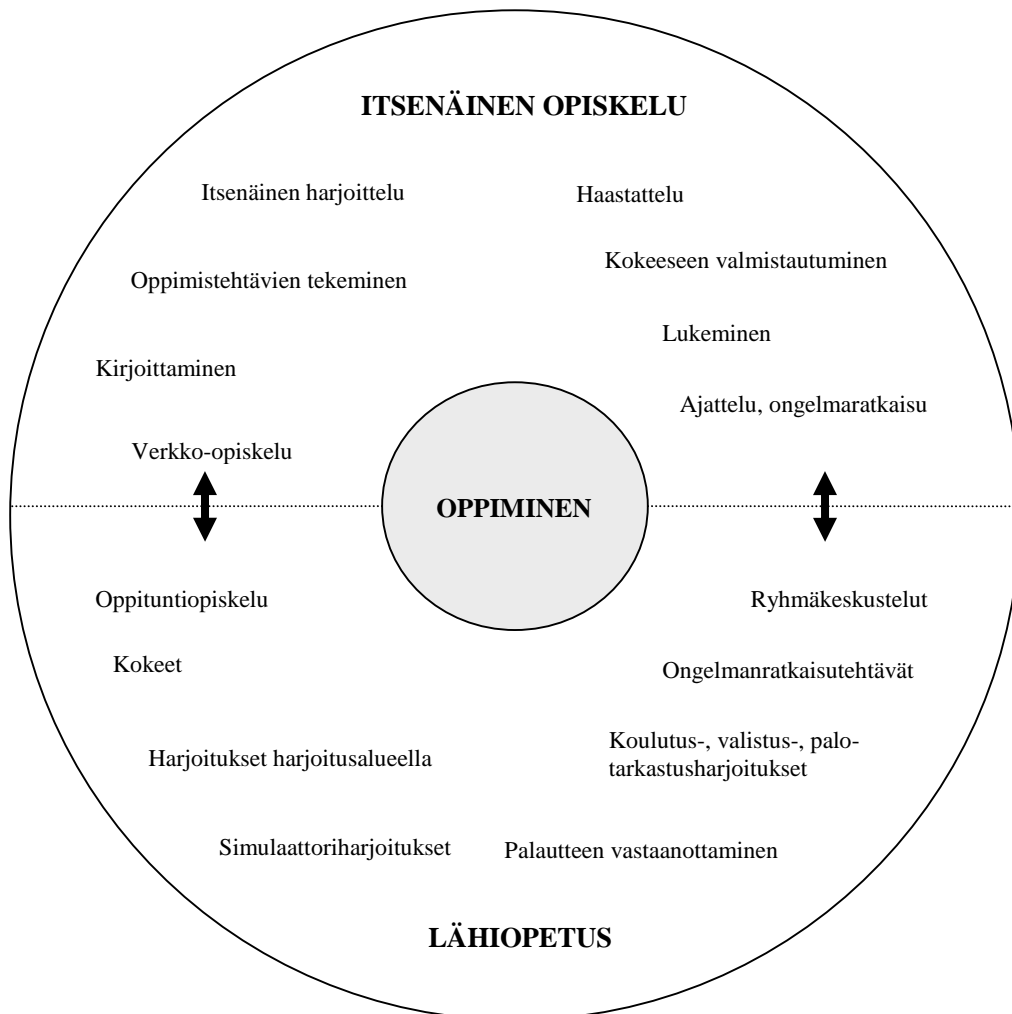 ITSENÄINEN OPISKELU
Itsenäinen harjoittelu
Haastattelu
Oppimistehtävien tekeminen
Kokeeseen valmistautuminen
Lukeminen
Kirjoittaminen
Ajattelu, ongelmaratkaisu
Verkko-opiskelu
OPPIMINEN
Oppituntiopiskelu
Ryhmäkeskustelut
Kokeet
Ongelmanratkaisutehtävät
Harjoitukset harjoitusalueella
Koulutus-, valistus-, palo-
tarkastusharjoitukset
Simulaattoriharjoitukset
Palautteen vastaanottaminen
LÄHIOPETUS